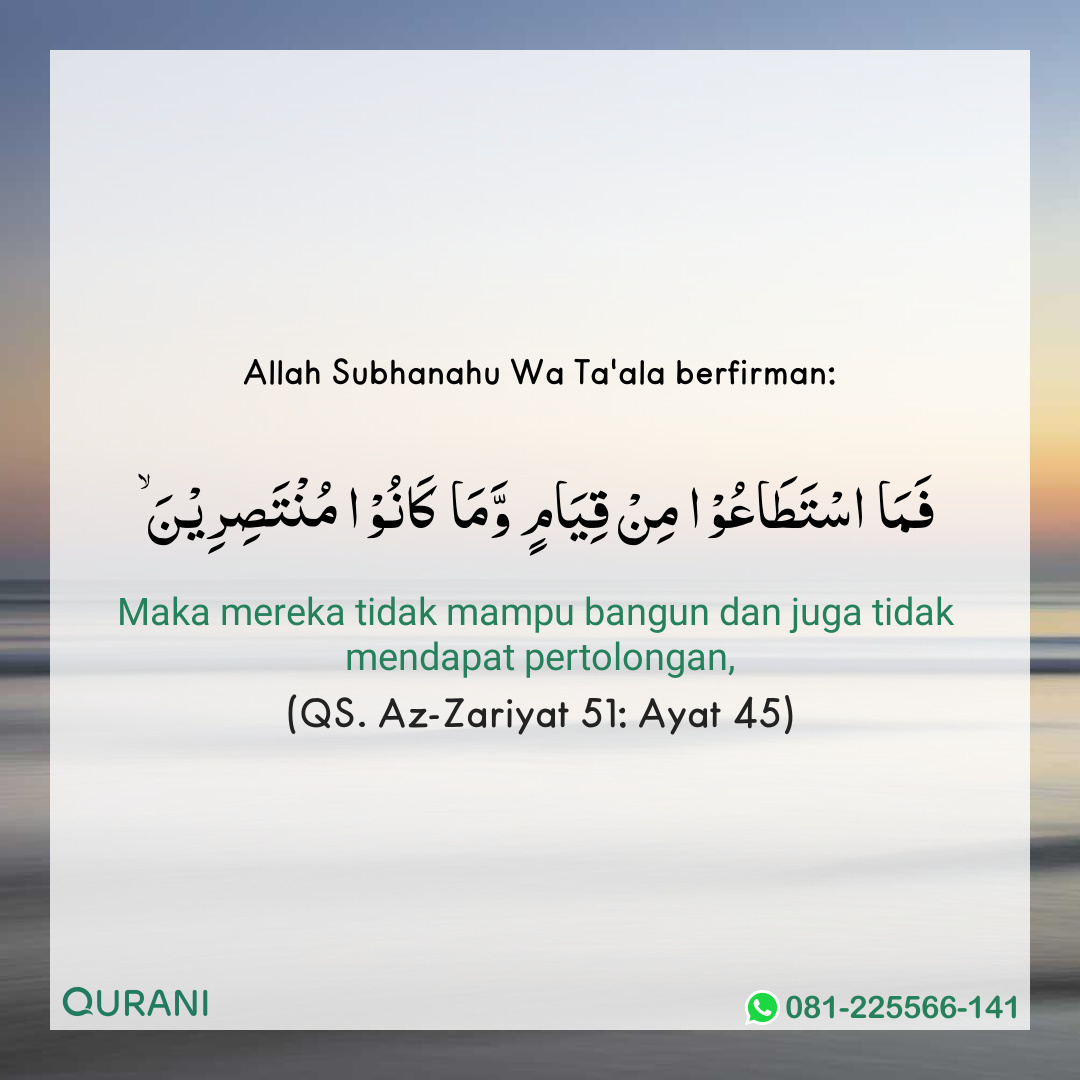 Allah Subhanahu Wa Ta'ala berfirman:
فَمَا اسْتَطَاعُوْا مِنْ قِيَامٍ وَّمَا كَانُوْا مُنْتَصِرِيْنَۙ
Maka mereka tidak mampu bangun dan juga tidak
mendapat pertolongan,
(QS. Az-Zariyat 51: Ayat 45)
QURANI
081-225566-141